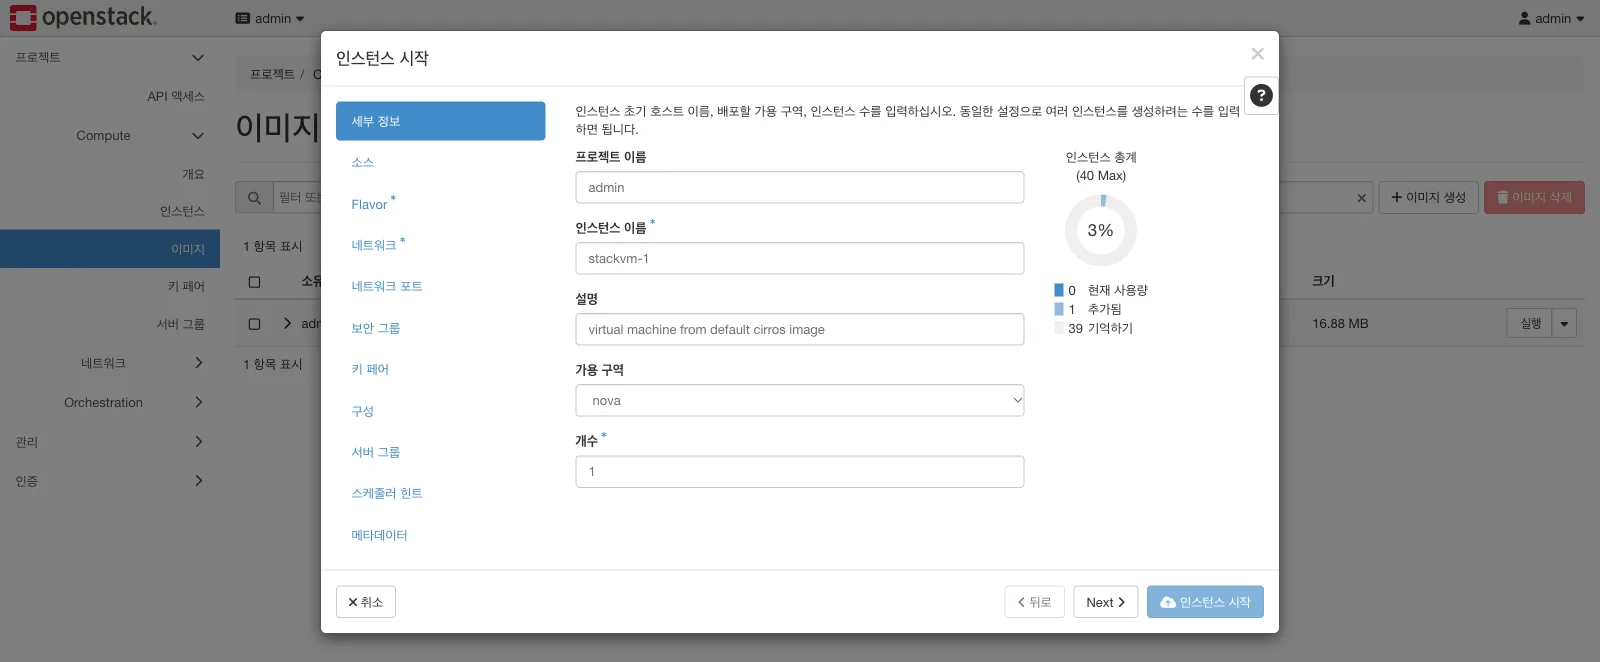 openstack.
admin
admin
프로젝트
API 액세스
Compute
개요
인스턴스
이미지
키 페어
서버 그룹
네트워크
Orchestration
관리
인증
프로젝트 /
이미지
1 항목 표시
이미지 생성
이미지 삭제
크기
16.88 MB
실행
1 항목 표시
인스턴스 시작
세부 정보
소스
Flavor *
네트워크 *
네트워크 포트
보안 그룹
키 페어
구성
서버 그룹
스케줄러 힌트
메타데이터
인스턴스 초기 호스트 이름, 배포할 가용 구역, 인스턴스 수를 입력하십시오. 동일한 설정으로 여러 인스턴스를 생성하려는 수를 입력
하면 됩니다.
프로젝트 이름
admin
인스턴스 이름 *
stackvm-1
설명
virtual machine from default cirros image
가용 구역
nova
개수 *
1
인스턴스 총계
(40 Max)
3%
0 현재 사용량
1 추가됨
39 기억하기
취소
뒤로
Next
인스턴스 시작